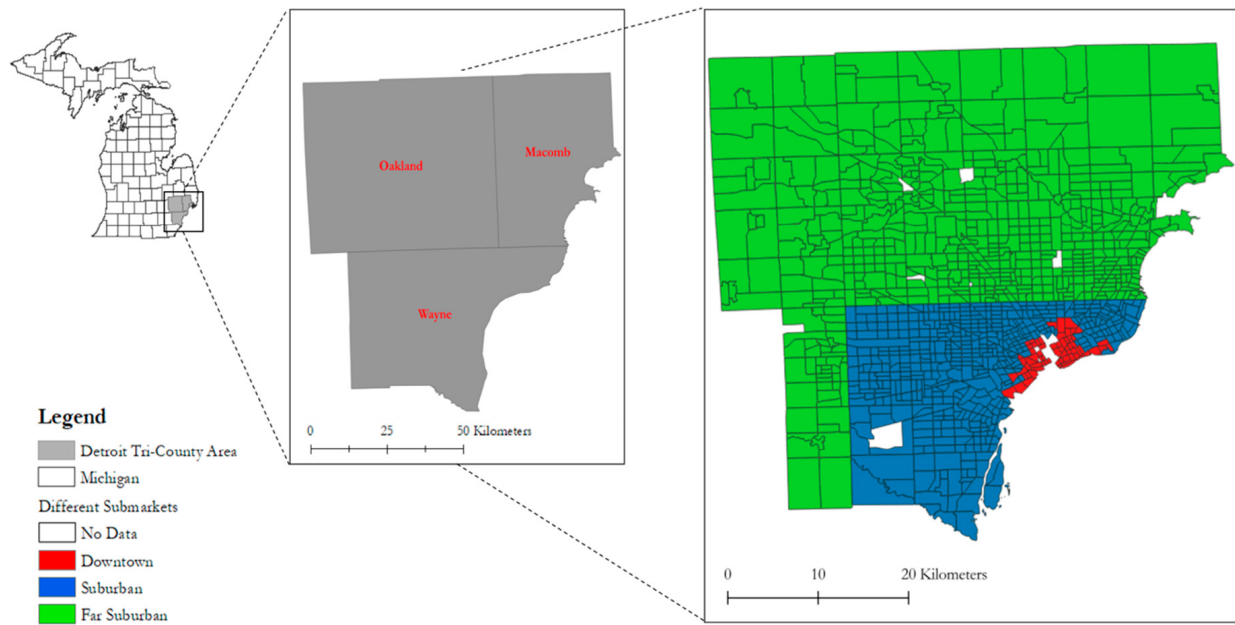 Oakland
Macomb
Wayne
0 25 50 Kilometers
Legend
Detroit Tri-County Area
Michigan
Different Submarkets
No Data
Downtown
Suburban
Far Suburban
0 10 20 Kilometers